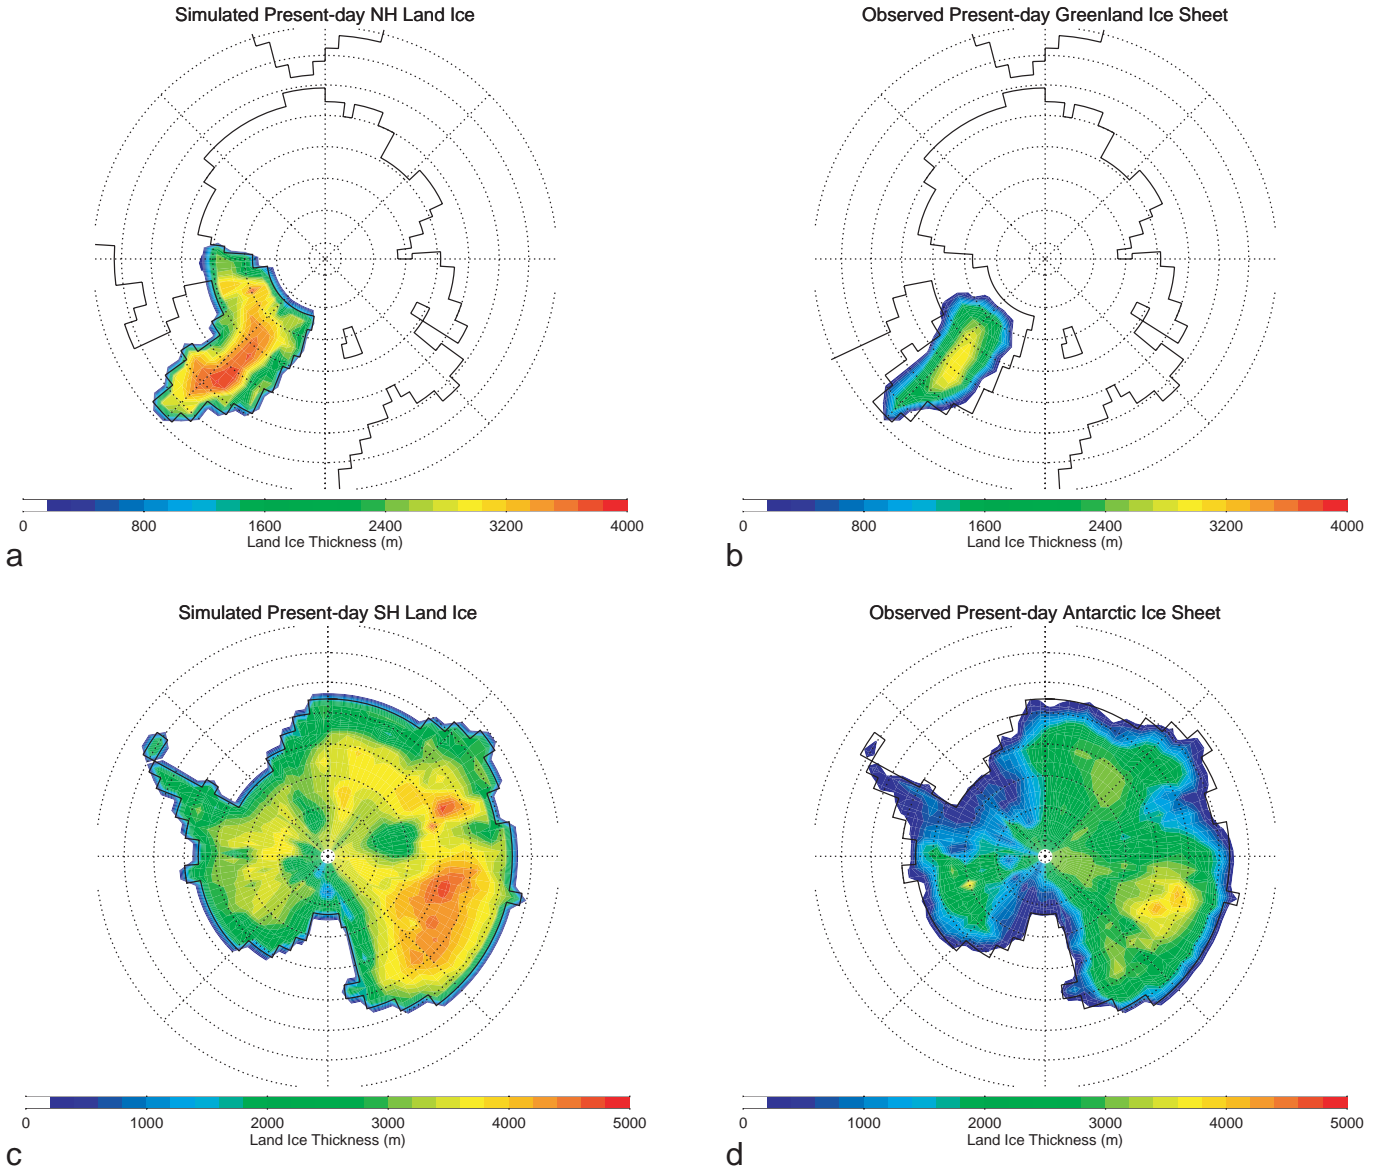 Simulated Present-day NH Land Ice
Observed Present-day Greenland Ice Sheet
0 800 1600 2400 3200 4000
Land Ice Thickness (m)
a
0 800 1600 2400 3200 4000
Land Ice Thickness (m)
b
Simulated Present-day SH Land Ice
Observed Present-day Antarctic Ice Sheet
0 1000 2000 3000 4000 5000
Land Ice Thickness (m)
c
0 1000 2000 3000 4000 5000
Land Ice Thickness (m)
d